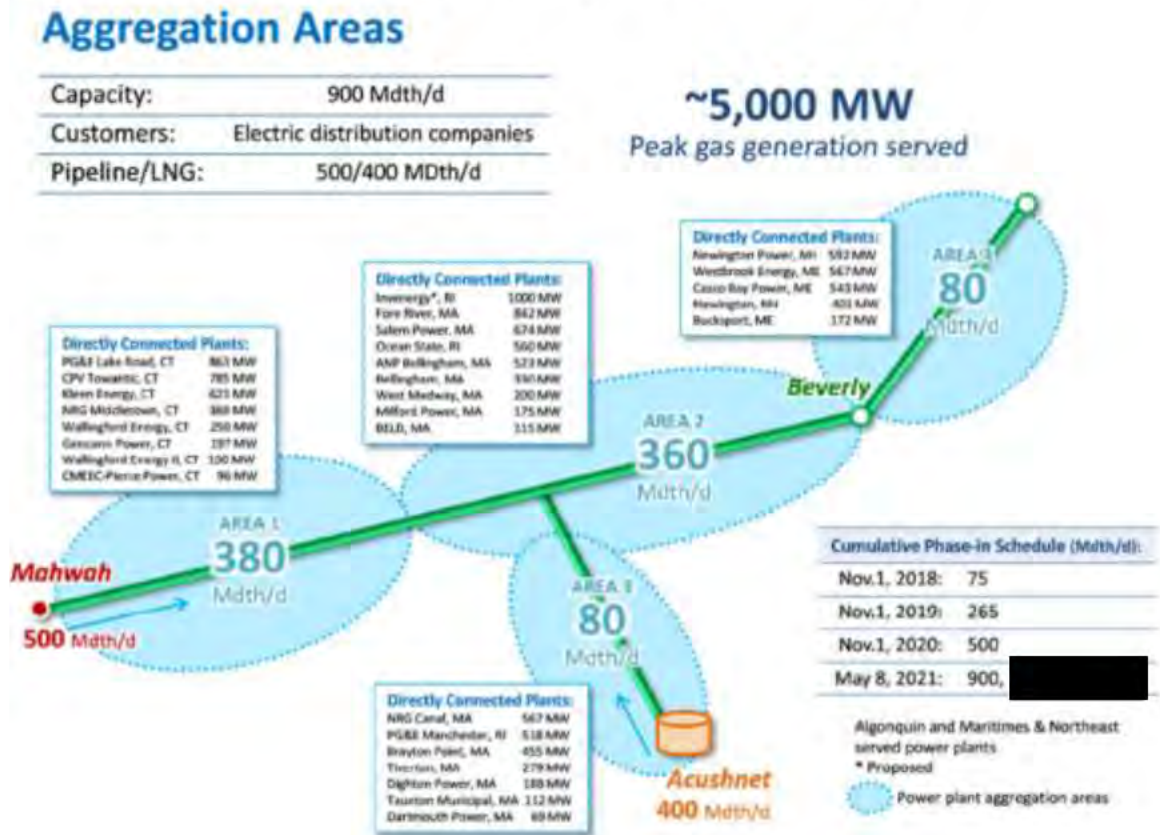 Aggregation Areas
Capacity: 900 Mdth/d
Customers: Electric distribution companies
Pipeline/LNG: 500/400 MDth/d
~5,000 MW
Peak gas generation served
Directly Connected Plants:
Newington Power, NH 593 MW
Westbrook Energy, ME 567 MW
Casco Bay Power, ME 543 MW
Newington, NH
Bucksport, ME 172 MW
AREA 4
80
Mdth/d
Directly Connected Plants:
Invenergy*, RI 1000 MW
Fore River, MA 842 MW
Salem Power, MA 674 MW
Ocean State, RI 560 MW
ANP Bellingham, MA 523 MW
Bellingham, MA
West Medway, MA 200 MW
Milford Power, MA 175 MW
BELD, MA 115 MW
Directly Connected Plants:
PG&E Lake Road, CT 863 MW
CPV Towantic, CT 785 MW
Kleen Energy, CT 625 MW
NRG Middletown, CT
Wallingford Energy, CT 250 MW
Power, CT 197 MW
Wallingford Energy II, CT 100 MW
CMEEC-Pierce Power, CT 96 MW
Beverly
AREA 2
360
Mdth/d
AREA 1
380
Mdth/d
Mahwah
500 Mdth/d
AREA 3
80
Mdth/d
Cumulative Phase-in Schedule (Mdth/d):
Nov.1, 2018: 75
Nov.1, 2019: 265
Nov.1, 2020: 500
May 8, 2021: 900,
Directly Connected Plants:
NRG Canal, MA 567 MW
PG&E Manchester, RI 518 MW
Brayton Point, MA 455 MW
Tiverton, MA 279 MW
Dighton Power, MA 188 MW
Taunton Municipal, MA 112 MW
Dartmouth Power, MA 69 MW
Acushnet
400 Mdth/d
Algonquin and Maritimes & Northeast
served power plants
* Proposed
Power plant aggregation areas